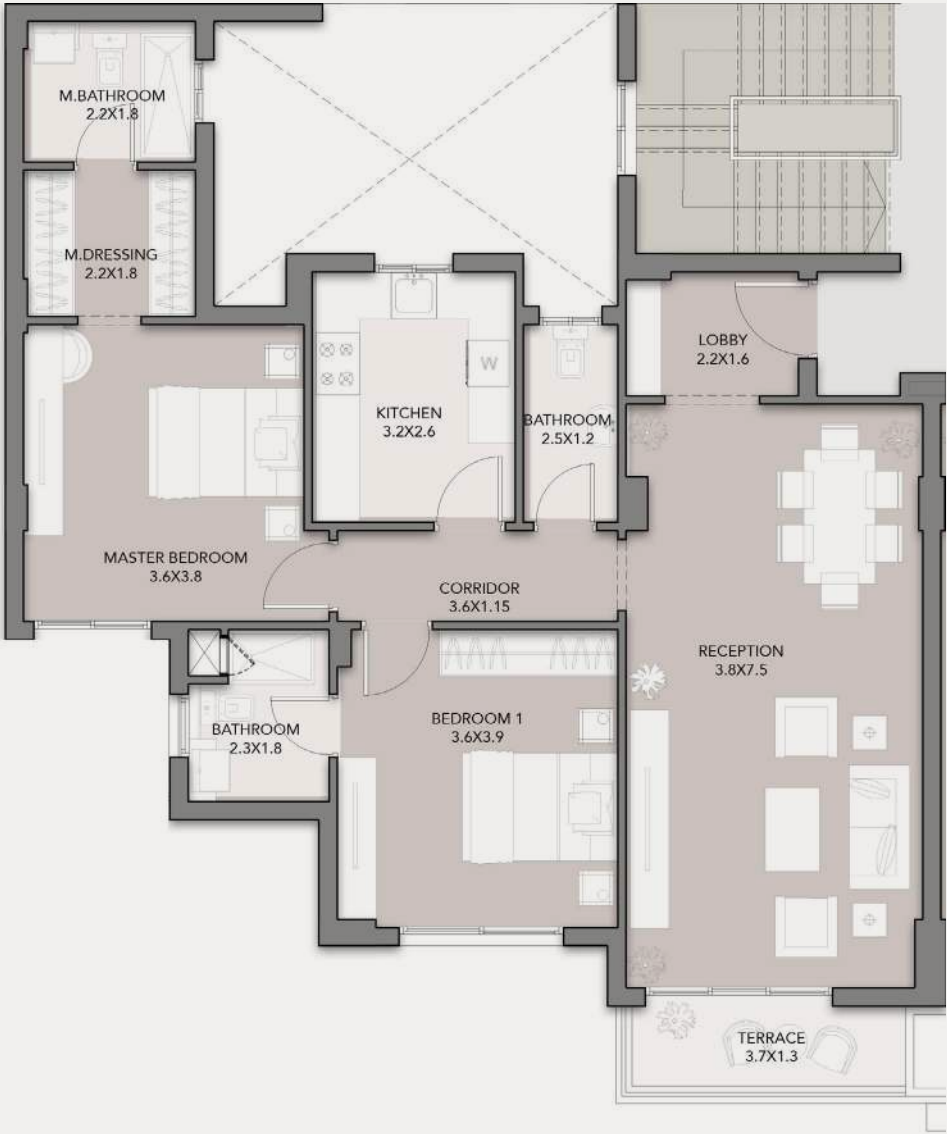 M.BATHROOM
2.2X1.8
M.DRESSING
2.2X1.8
LOBBY
2.2X1.6
W
KITCHEN
3.2X2.6
BATHROOM
2.5X1.2
MASTER BEDROOM
3.6X3.8
CORRIDOR
3.6X1.15
RECEPTION
3.8X7.5
BATHROOM
2.3X1.8
BEDROOM 1
3.6X3.9
TERRACE
3.7X1.3